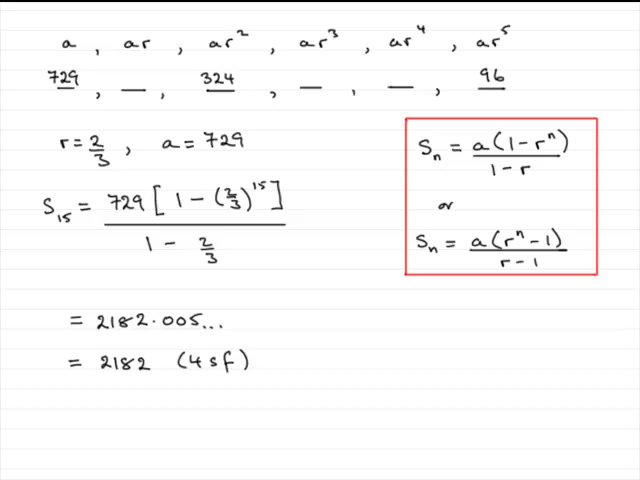 a , ar , ar² , ar³ , ar⁴ , ar⁵
729 , __ , 324 , __ , __ , 96
r = 2/3 , a = 729
S₁₅ = 729 [ 1 - (2/3)¹⁵ ] / 1 - 2/3
= 2182.005...
= 2182 (4 s f)
Sₙ = a(1-rⁿ) / 1-r
or
Sₙ = a(rⁿ-1) / r-1